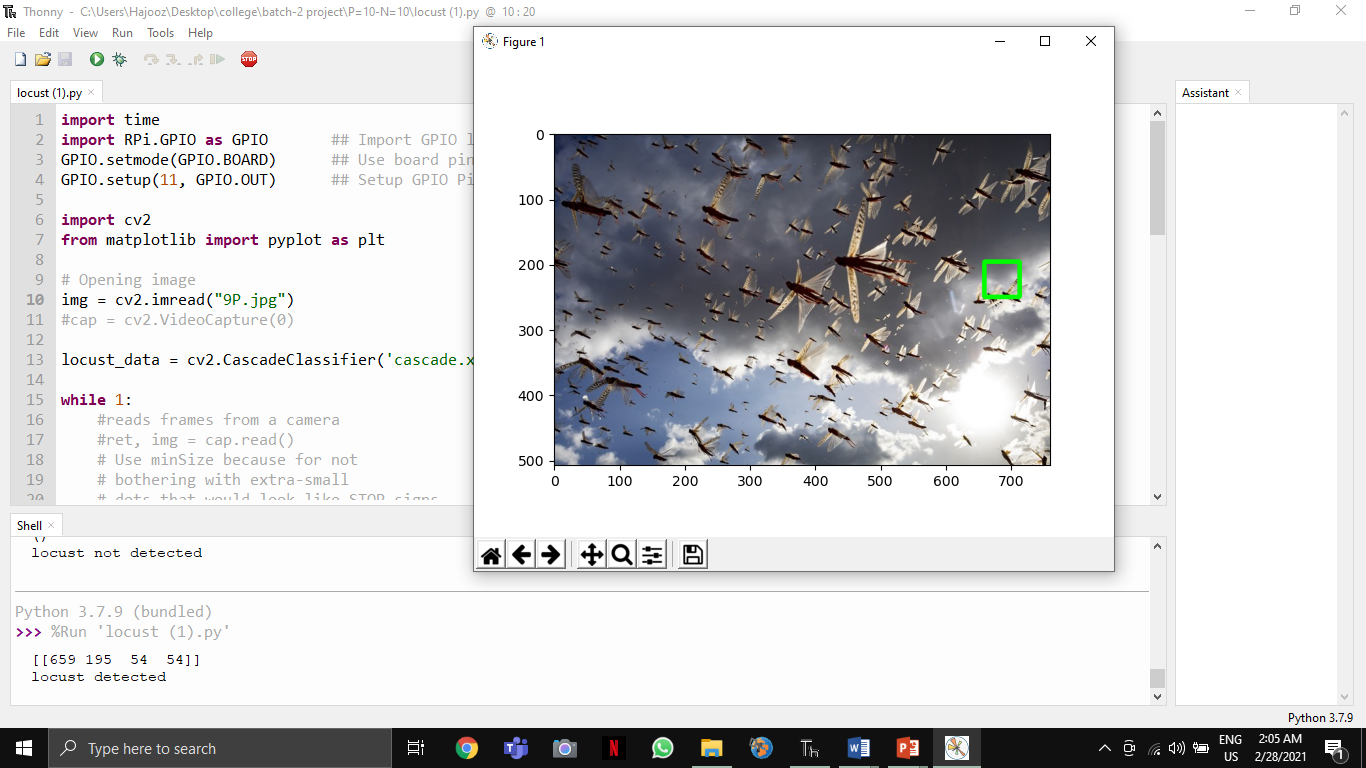 Thonny - C:\Users\Hajooz\Desktop\college\batch-2 project\P=10-N=10\locust (1).py @ 10 : 20
File Edit View Run Tools Help
STOP
locust (1).py ×
1 import time
2 import RPi.GPIO as GPIO ## Import GPIO l
3 GPIO.setmode(GPIO.BOARD) ## Use board pin
4 GPIO.setup(11, GPIO.OUT) ## Setup GPIO Pi
5
6 import cv2
7 from matplotlib import pyplot as plt
8
9 # Opening image
10 img = cv2.imread("9P.jpg")
11 #cap = cv2.VideoCapture(0)
12
13 locust_data = cv2.CascadeClassifier('cascade.x
14
15 while 1:
16 #reads frames from a camera
17 #ret, img = cap.read()
18 # Use minSize because for not
19 # bothering with extra-small
20 # dots that would look like STOP signs
Figure 1
0
100
200
300
400
500
0 100 200 300 400 500 600 700
Assistant ×
Shell ×
()
locust not detected
Python 3.7.9 (bundled)
>>> %Run 'locust (1).py'
[[659 195 54 54]]
locust detected
Python 3.7.9
Type here to search
N
Th
W
P
ENG
US
2:05 AM
2/28/2021
1